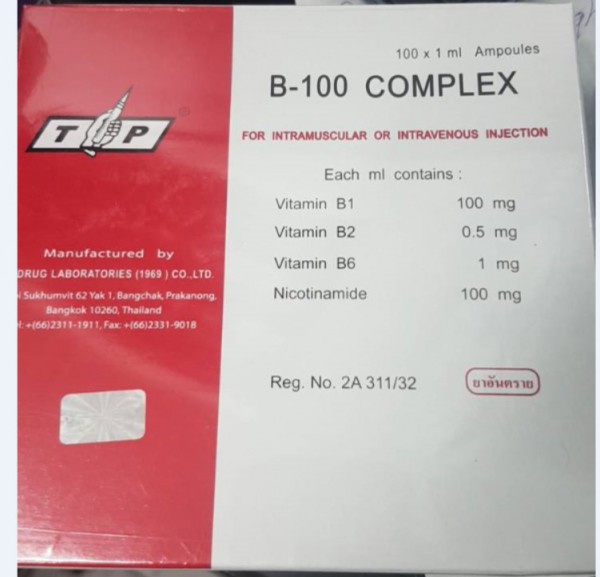 100 x 1 ml Ampoules
B-100 COMPLEX
FOR INTRAMUSCULAR OR INTRAVENOUS INJECTION
Each ml contains :
Vitamin B1 100 mg
Vitamin B2 0.5 mg
Vitamin B6 1 mg
Nicotinamide 100 mg
Reg. No. 2A 311/32
ยาอันตราย
T P
®
Manufactured by
DRUG LABORATORIES (1969 ) CO.,LTD.
Sukhumvit 62 Yak 1, Bangchak, Prakanong,
Bangkok 10260, Thailand
+(66)2311-1911, Fax: +(66)2331-9018